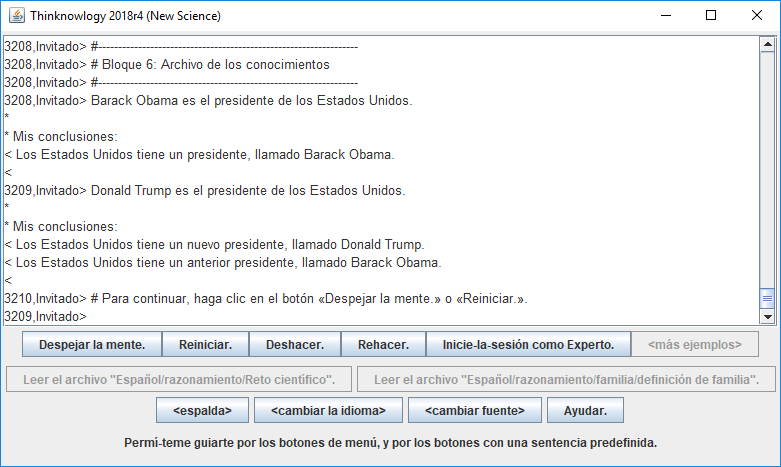 Thinknowlogy 2018r4 (New Science)
3208,Invitado> #------------------------------------------------------------------
3208,Invitado> # Bloque 6: Archivo de los conocimientos
3208,Invitado> #------------------------------------------------------------------
3208,Invitado> Barack Obama es el presidente de los Estados Unidos.
*
* Mis conclusiones:
< Los Estados Unidos tiene un presidente, llamado Barack Obama.
<
3209,Invitado> Donald Trump es el presidente de los Estados Unidos.
*
* Mis conclusiones:
< Los Estados Unidos tiene un nuevo presidente, llamado Donald Trump.
< Los Estados Unidos tiene un anterior presidente, llamado Barack Obama.
<
3210,Invitado> # Para continuar, haga clic en el botón «Despejar la mente.» o «Reiniciar.».
3209,Invitado>
Despejar la mente. Reiniciar. Deshacer. Rehacer. Inicie-la-sesión como Experto. <más ejemplos>
Leer el archivo "Español/razonamiento/Reto científico". Leer el archivo "Español/razonamiento/familia/definición de familia".
<espalda> <cambiar la idioma> <cambiar fuente> Ayudar.
Permí-teme guiarte por los botones de menú, y por los botones con una sentencia predefinida.